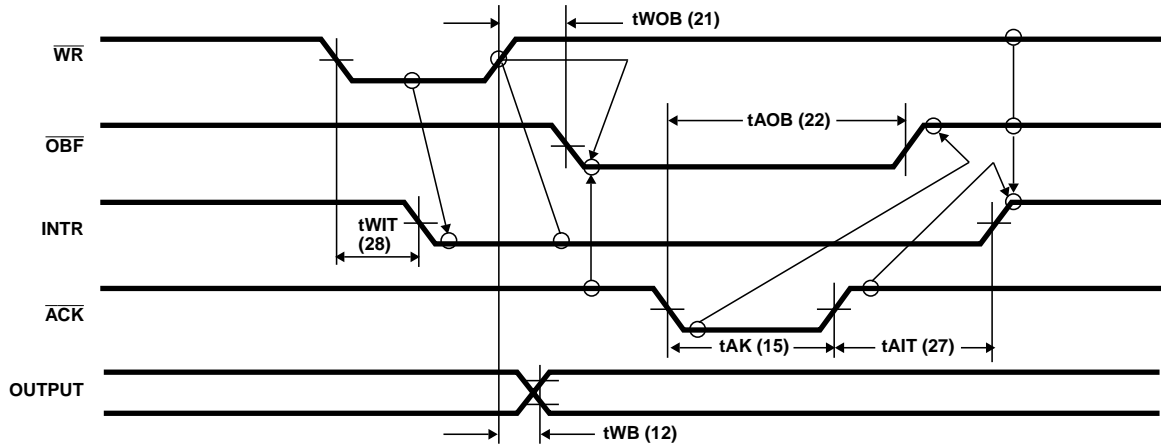 tWOB (21)
WR
tAOB (22)
OBF
INTR
tWIT
(28)
ACK
tAK (15)
tAIT (27)
OUTPUT
tWB (12)